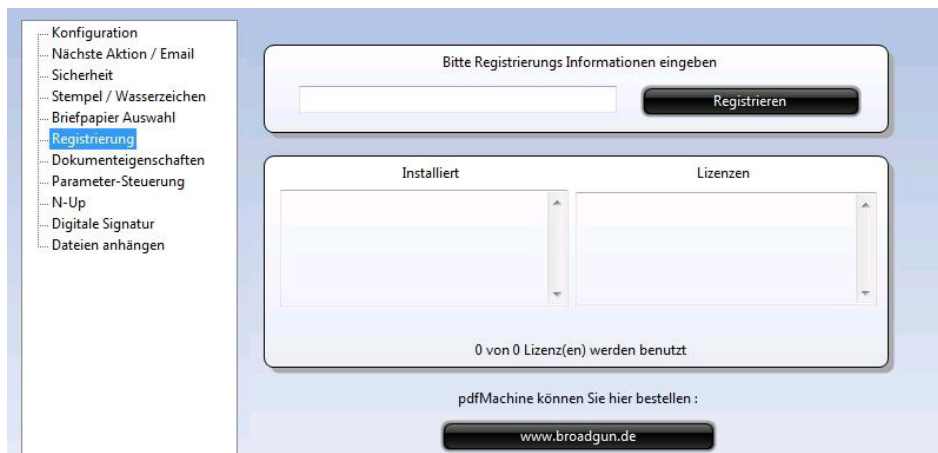 Konfiguration
Nächste Aktion / Email
Sicherheit
Stempel / Wasserzeichen
Briefpapier Auswahl
Registrierung
Dokumenteigenschaften
Parameter-Steuerung
N-Up
Digitale Signatur
Dateien anhängen
Bitte Registrierungs Informationen eingeben
Registrieren
Installiert
Lizenzen
0 von 0 Lizenz(en) werden benutzt
pdfMachine können Sie hier bestellen :
www.broadgun.de